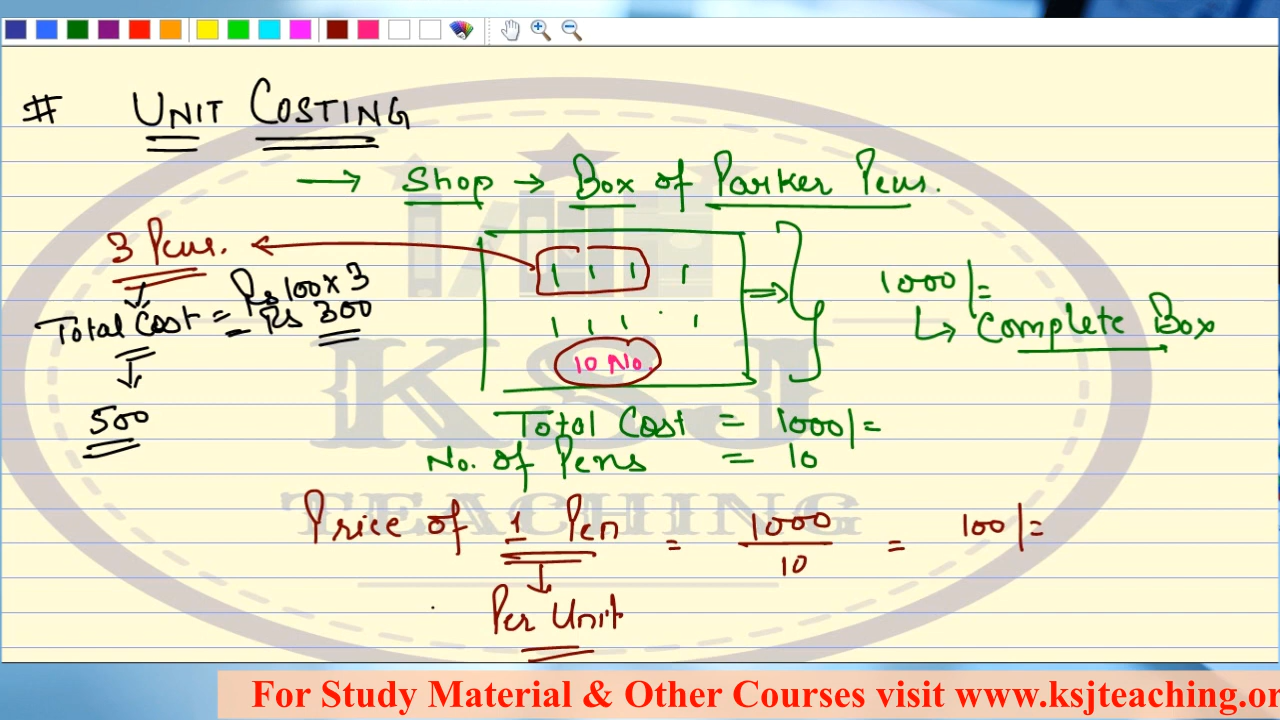 # UNIT COSTING
→ Shop → Box of Parker Pens.
3 Pens.
Total Cost = Rs 100 x 3
Rs 300
500
10 No.
1000/=
Complete Box
Total Cost = 1000/=
No. of Pens = 10
Price of 1 Pen = 1000 / 10 = 100/=
Per Unit
KSJ
TEACHING
For Study Material & Other Courses visit www.ksjteaching.or